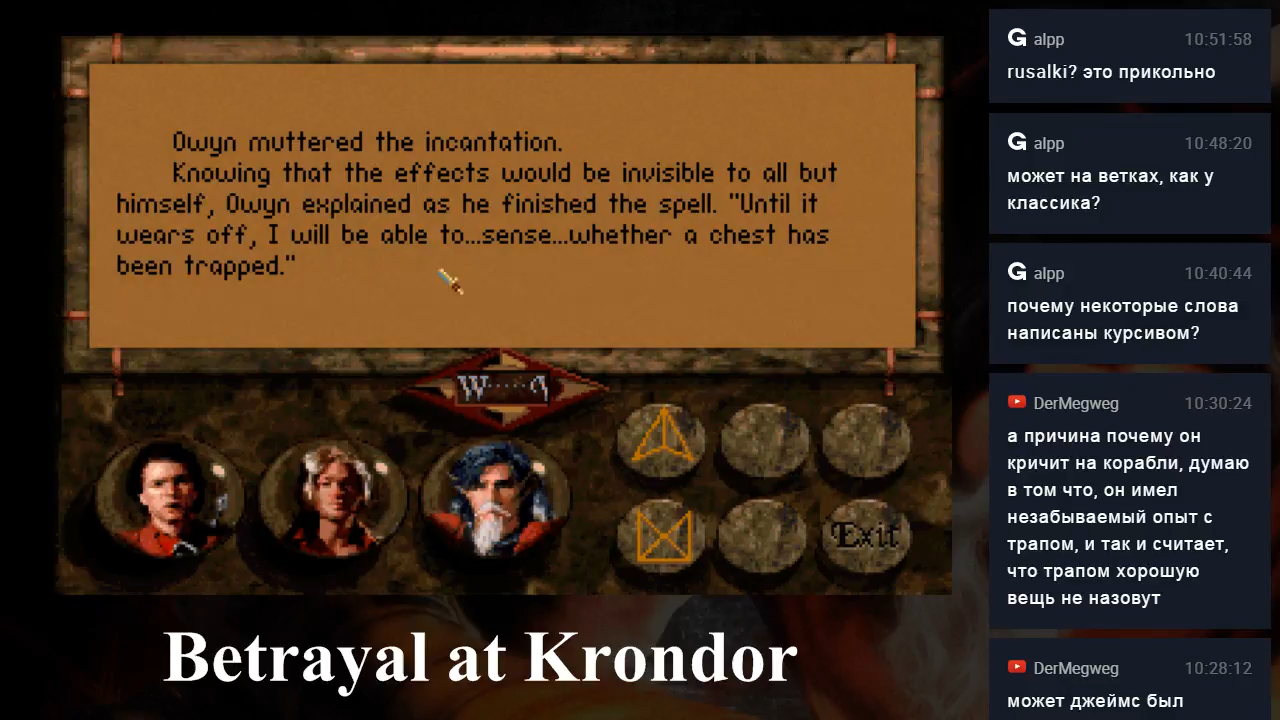 Owyn muttered the incantation.
Knowing that the effects would be invisible to all but
himself, Owyn explained as he finished the spell. "Until it
wears off, I will be able to...sense...whether a chest has
been trapped."
Exit
Betrayal at Krondor
alpp 10:51:58
rusalki? это прикольно
alpp 10:48:20
может на ветках, как у
классика?
alpp 10:40:44
почему некоторые слова
написаны курсивом?
DerMegweg 10:30:24
а причина почему он
кричит на корабли, думаю
в том что, он имел
незабываемый опыт с
трапом, и так и считает,
что трапом хорошую
вещь не назовут
DerMegweg 10:28:12
может джеймс был